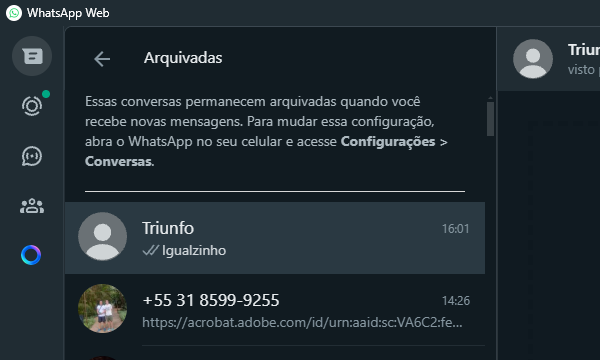 WhatsApp Web
Arquivadas
Essas conversas permanecem arquivadas quando você
recebe novas mensagens. Para mudar essa configuração,
abra o WhatsApp no seu celular e acesse Configurações >
Conversas.
Triunfo 16:01
Igualzinho
+55 31 8599-9255 14:26
https://acrobat.adobe.com/id/urn:aaid:sc:VA6C2:fe...
visto